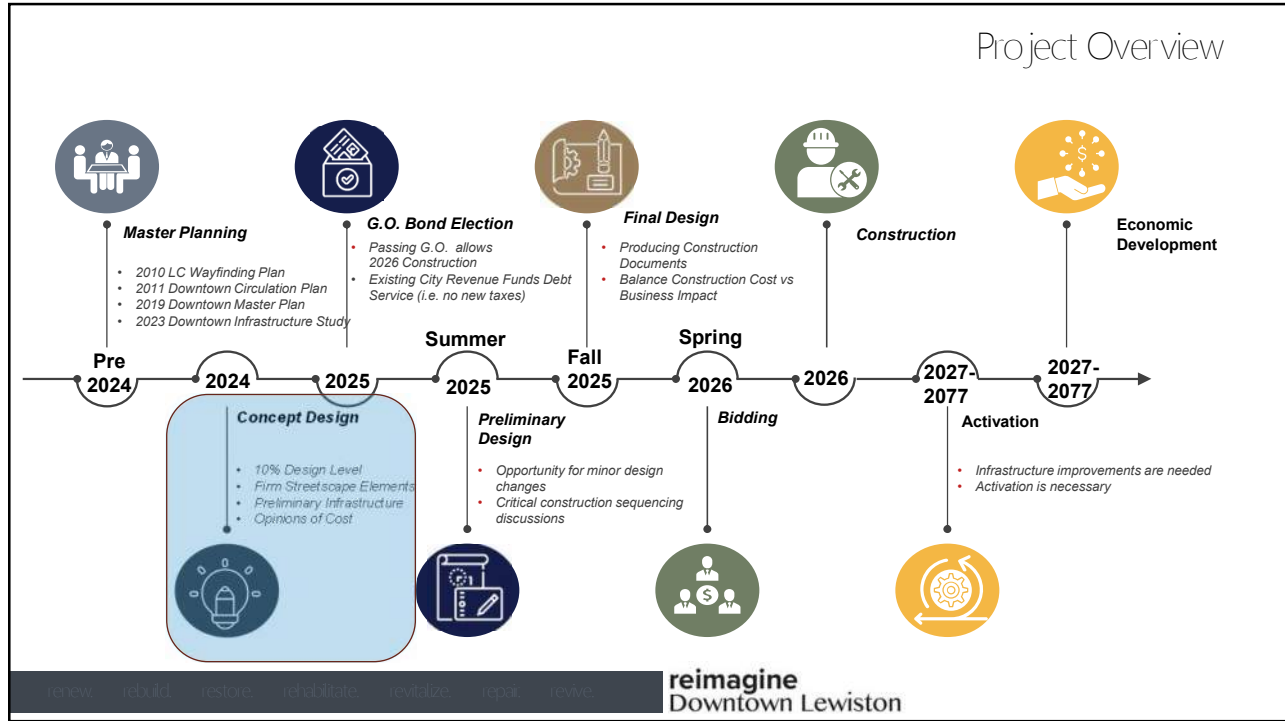 Project Overview
Master Planning
• 2010 LC Wayfinding Plan
• 2011 Downtown Circulation Plan
• 2019 Downtown Master Plan
• 2023 Downtown Infrastructure Study
G.O. Bond Election
• Passing G.O. allows
2026 Construction
• Existing City Revenue Funds Debt
Service (i.e. no new taxes)
Final Design
• Producing Construction
Documents
• Balance Construction Cost vs
Business Impact
Construction
Economic
Development
Pre
2024
2024
2025
Summer
2025
Fall
2025
Spring
2026
2026
2027-
2077
2027-
2077
Concept Design
• 10% Design Level
• Firm Streetscape Elements
• Preliminary Infrastructure
• Opinions of Cost
Preliminary
Design
• Opportunity for minor design
changes
• Critical construction sequencing
discussions
Bidding
Activation
• Infrastructure improvements are needed
• Activation is necessary
renew. rebuild. restore. rehabilitate. revitalize. repair. revive.
reimagine
Downtown Lewiston